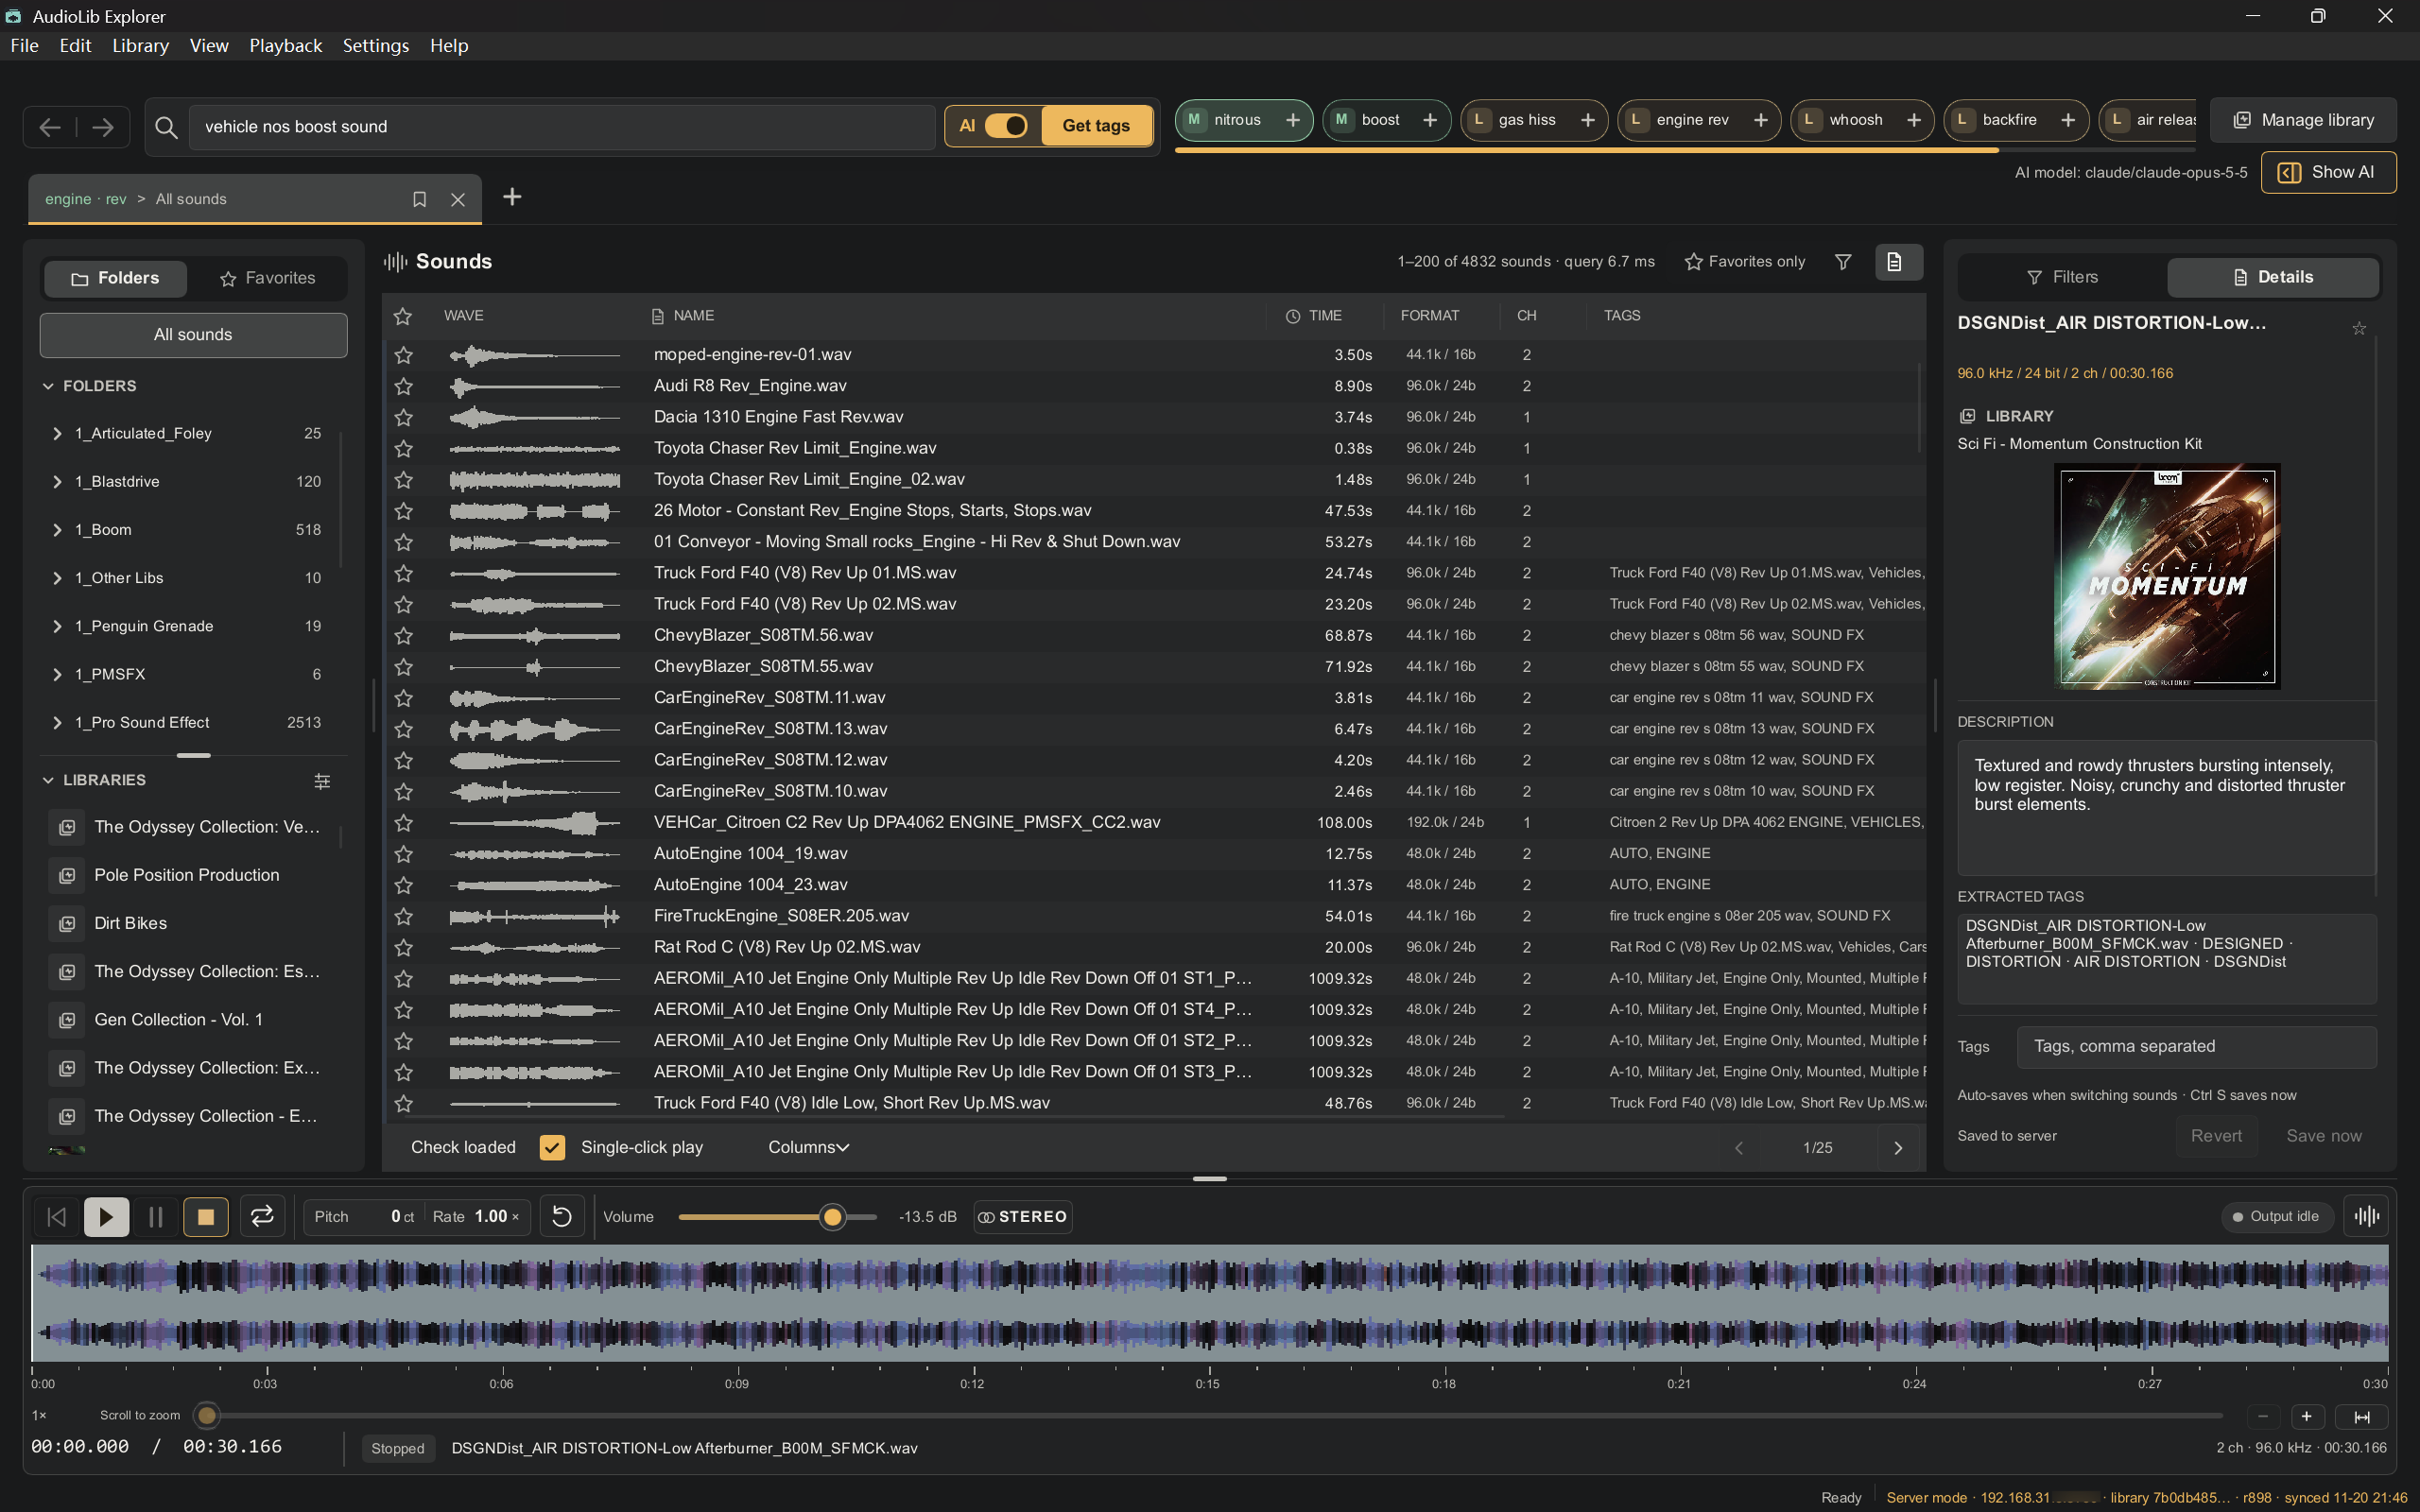 AudioLib Explorer
File Edit Library View Playback Settings Help
vehicle nos boost sound
AI Get tags
M nitrous +
M boost +
L gas hiss +
L engine rev +
L whoosh +
L backfire +
L air releas
Manage library
AI model: claude/claude-opus-5-5
Show AI
engine · rev > All sounds
Folders Favorites
All sounds
FOLDERS
1_Articulated_Foley 25
1_Blastdrive 120
1_Boom 518
1_Other Libs 10
1_Penguin Grenade 19
1_PMSFX 6
1_Pro Sound Effect 2513
LIBRARIES
The Odyssey Collection: Ve...
Pole Position Production
Dirt Bikes
The Odyssey Collection: Es...
Gen Collection - Vol. 1
The Odyssey Collection: Ex...
The Odyssey Collection - E...
Sounds
1–200 of 4832 sounds · query 6.7 ms Favorites only
WAVE NAME TIME FORMAT CH TAGS
moped-engine-rev-01.wav 3.50s 44.1k / 16b 2
Audi R8 Rev_Engine.wav 8.90s 96.0k / 24b 2
Dacia 1310 Engine Fast Rev.wav 3.74s 96.0k / 24b 1
Toyota Chaser Rev Limit_Engine.wav 0.38s 96.0k / 24b 1
Toyota Chaser Rev Limit_Engine_02.wav 1.48s 96.0k / 24b 1
26 Motor - Constant Rev_Engine Stops, Starts, Stops.wav 47.53s 44.1k / 16b 2
01 Conveyor - Moving Small rocks_Engine - Hi Rev & Shut Down.wav 53.27s 44.1k / 16b 2
Truck Ford F40 (V8) Rev Up 01.MS.wav 24.74s 96.0k / 24b 2 Truck Ford F40 (V8) Rev Up 01.MS.wav, Vehicles,
Truck Ford F40 (V8) Rev Up 02.MS.wav 23.20s 96.0k / 24b 2 Truck Ford F40 (V8) Rev Up 02.MS.wav, Vehicles,
ChevyBlazer_S08TM.56.wav 68.87s 44.1k / 16b 2 chevy blazer s 08tm 56 wav, SOUND FX
ChevyBlazer_S08TM.55.wav 71.92s 44.1k / 16b 2 chevy blazer s 08tm 55 wav, SOUND FX
CarEngineRev_S08TM.11.wav 3.81s 44.1k / 16b 2 car engine rev s 08tm 11 wav, SOUND FX
CarEngineRev_S08TM.13.wav 6.47s 44.1k / 16b 2 car engine rev s 08tm 13 wav, SOUND FX
CarEngineRev_S08TM.12.wav 4.20s 44.1k / 16b 2 car engine rev s 08tm 12 wav, SOUND FX
CarEngineRev_S08TM.10.wav 2.46s 44.1k / 16b 2 car engine rev s 08tm 10 wav, SOUND FX
VEHCar_Citroen C2 Rev Up DPA4062 ENGINE_PMSFX_CC2.wav 108.00s 192.0k / 24b 1 Citroen 2 Rev Up DPA 4062 ENGINE, VEHICLES,
AutoEngine 1004_19.wav 12.75s 48.0k / 24b 2 AUTO, ENGINE
AutoEngine 1004_23.wav 11.37s 48.0k / 24b 2 AUTO, ENGINE
FireTruckEngine_S08ER.205.wav 54.01s 44.1k / 16b 2 fire truck engine s 08er 205 wav, SOUND FX
Rat Rod C (V8) Rev Up 02.MS.wav 20.00s 96.0k / 24b 2 Rat Rod C (V8) Rev Up 02.MS.wav, Vehicles, Cars
AEROMil_A10 Jet Engine Only Multiple Rev Up Idle Rev Down Off 01 ST1_P... 1009.32s 48.0k / 24b 2 A-10, Military Jet, Engine Only, Mounted, Multiple R
AEROMil_A10 Jet Engine Only Multiple Rev Up Idle Rev Down Off 01 ST4_P... 1009.32s 48.0k / 24b 2 A-10, Military Jet, Engine Only, Mounted, Multiple R
AEROMil_A10 Jet Engine Only Multiple Rev Up Idle Rev Down Off 01 ST2_P... 1009.32s 48.0k / 24b 2 A-10, Military Jet, Engine Only, Mounted, Multiple R
AEROMil_A10 Jet Engine Only Multiple Rev Up Idle Rev Down Off 01 ST3_P... 1009.32s 48.0k / 24b 2 A-10, Military Jet, Engine Only, Mounted, Multiple R
Truck Ford F40 (V8) Idle Low, Short Rev Up.MS.wav 48.76s 96.0k / 24b 2 Truck Ford F40 (V8) Idle Low, Short Rev Up.MS.wa
Check loaded Single-click play Columns 1/25
Filters Details
DSGNDist_AIR DISTORTION-Low...
96.0 kHz / 24 bit / 2 ch / 00:30.166
LIBRARY
Sci Fi - Momentum Construction Kit
boom
SCI-FI
MOMENTUM
CONSTRUCTION KIT
DESCRIPTION
Textured and rowdy thrusters bursting intensely,
low register. Noisy, crunchy and distorted thruster
burst elements.
EXTRACTED TAGS
DSGNDist_AIR DISTORTION-Low
Afterburner_B00M_SFMCK.wav · DESIGNED ·
DISTORTION · AIR DISTORTION · DSGNDist
Tags Tags, comma separated
Auto-saves when switching sounds · Ctrl S saves now
Saved to server Revert Save now
Pitch 0 ct Rate 1.00 × Volume -13.5 dB STEREO Output idle
0:00 0:03 0:06 0:09 0:12 0:15 0:18 0:21 0:24 0:27 0:30
1× Scroll to zoom
00:00.000 / 00:30.166 Stopped DSGNDist_AIR DISTORTION-Low Afterburner_B00M_SFMCK.wav 2 ch · 96.0 kHz · 00:30.166
Ready Server mode · 192.168.31. · library 7b0db485... · r898 · synced 11-20 21:46